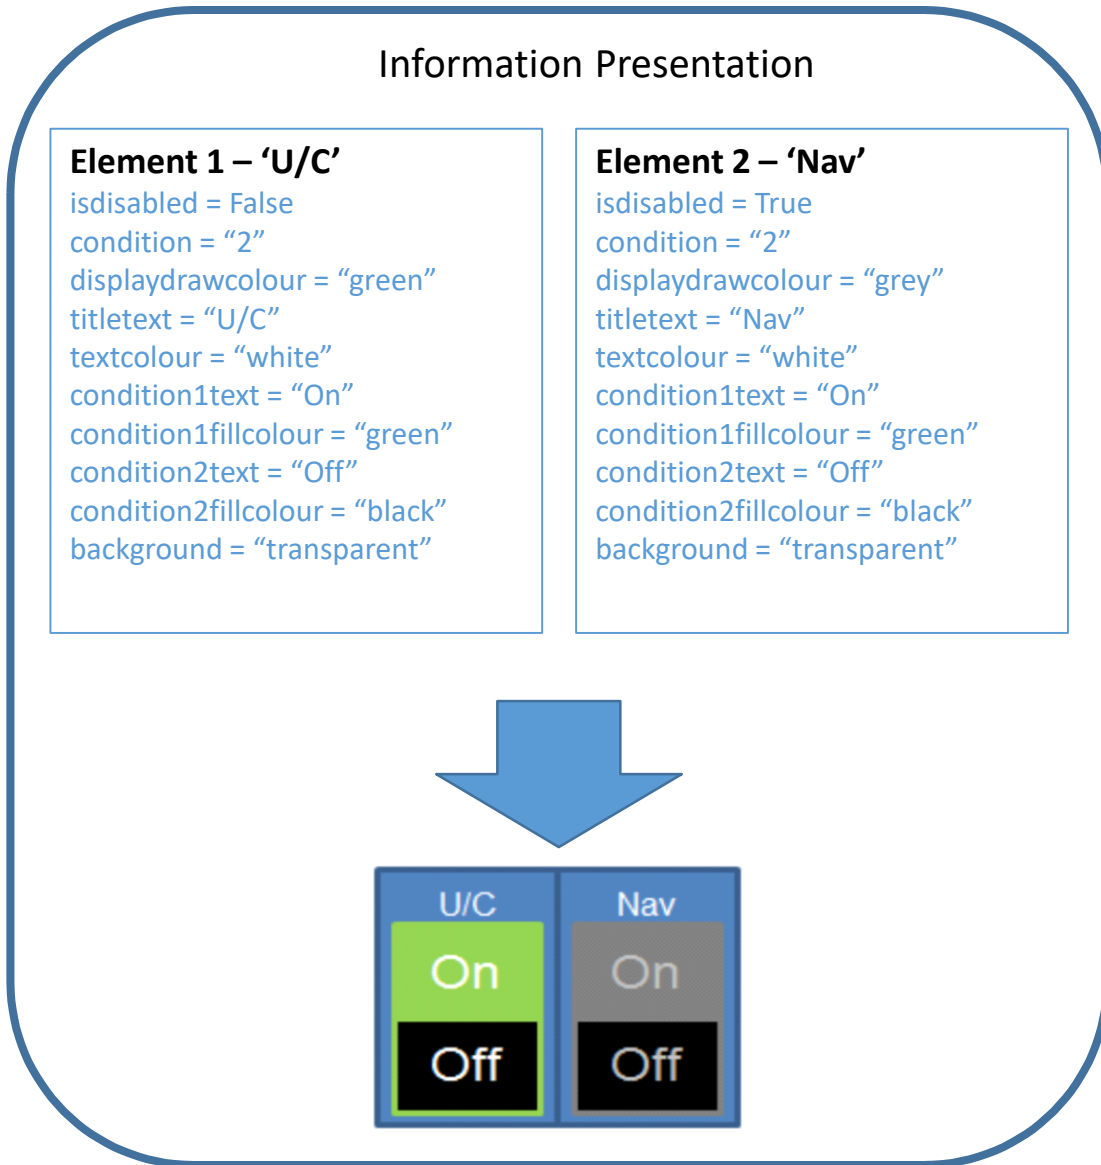 Information Presentation
Element 1 – ‘U/C’
isdisabled = False
condition = “2”
displaydrawcolour = “green”
titletext = “U/C”
textcolour = “white”
condition1text = “On”
condition1fillcolour = “green”
condition2text = “Off”
condition2fillcolour = “black”
background = “transparent”
Element 2 – ‘Nav’
isdisabled = True
condition = “2”
displaydrawcolour = “grey”
titletext = “Nav”
textcolour = “white”
condition1text = “On”
condition1fillcolour = “green”
condition2text = “Off”
condition2fillcolour = “black”
background = “transparent”
U/C
On
Off
Nav
On
Off